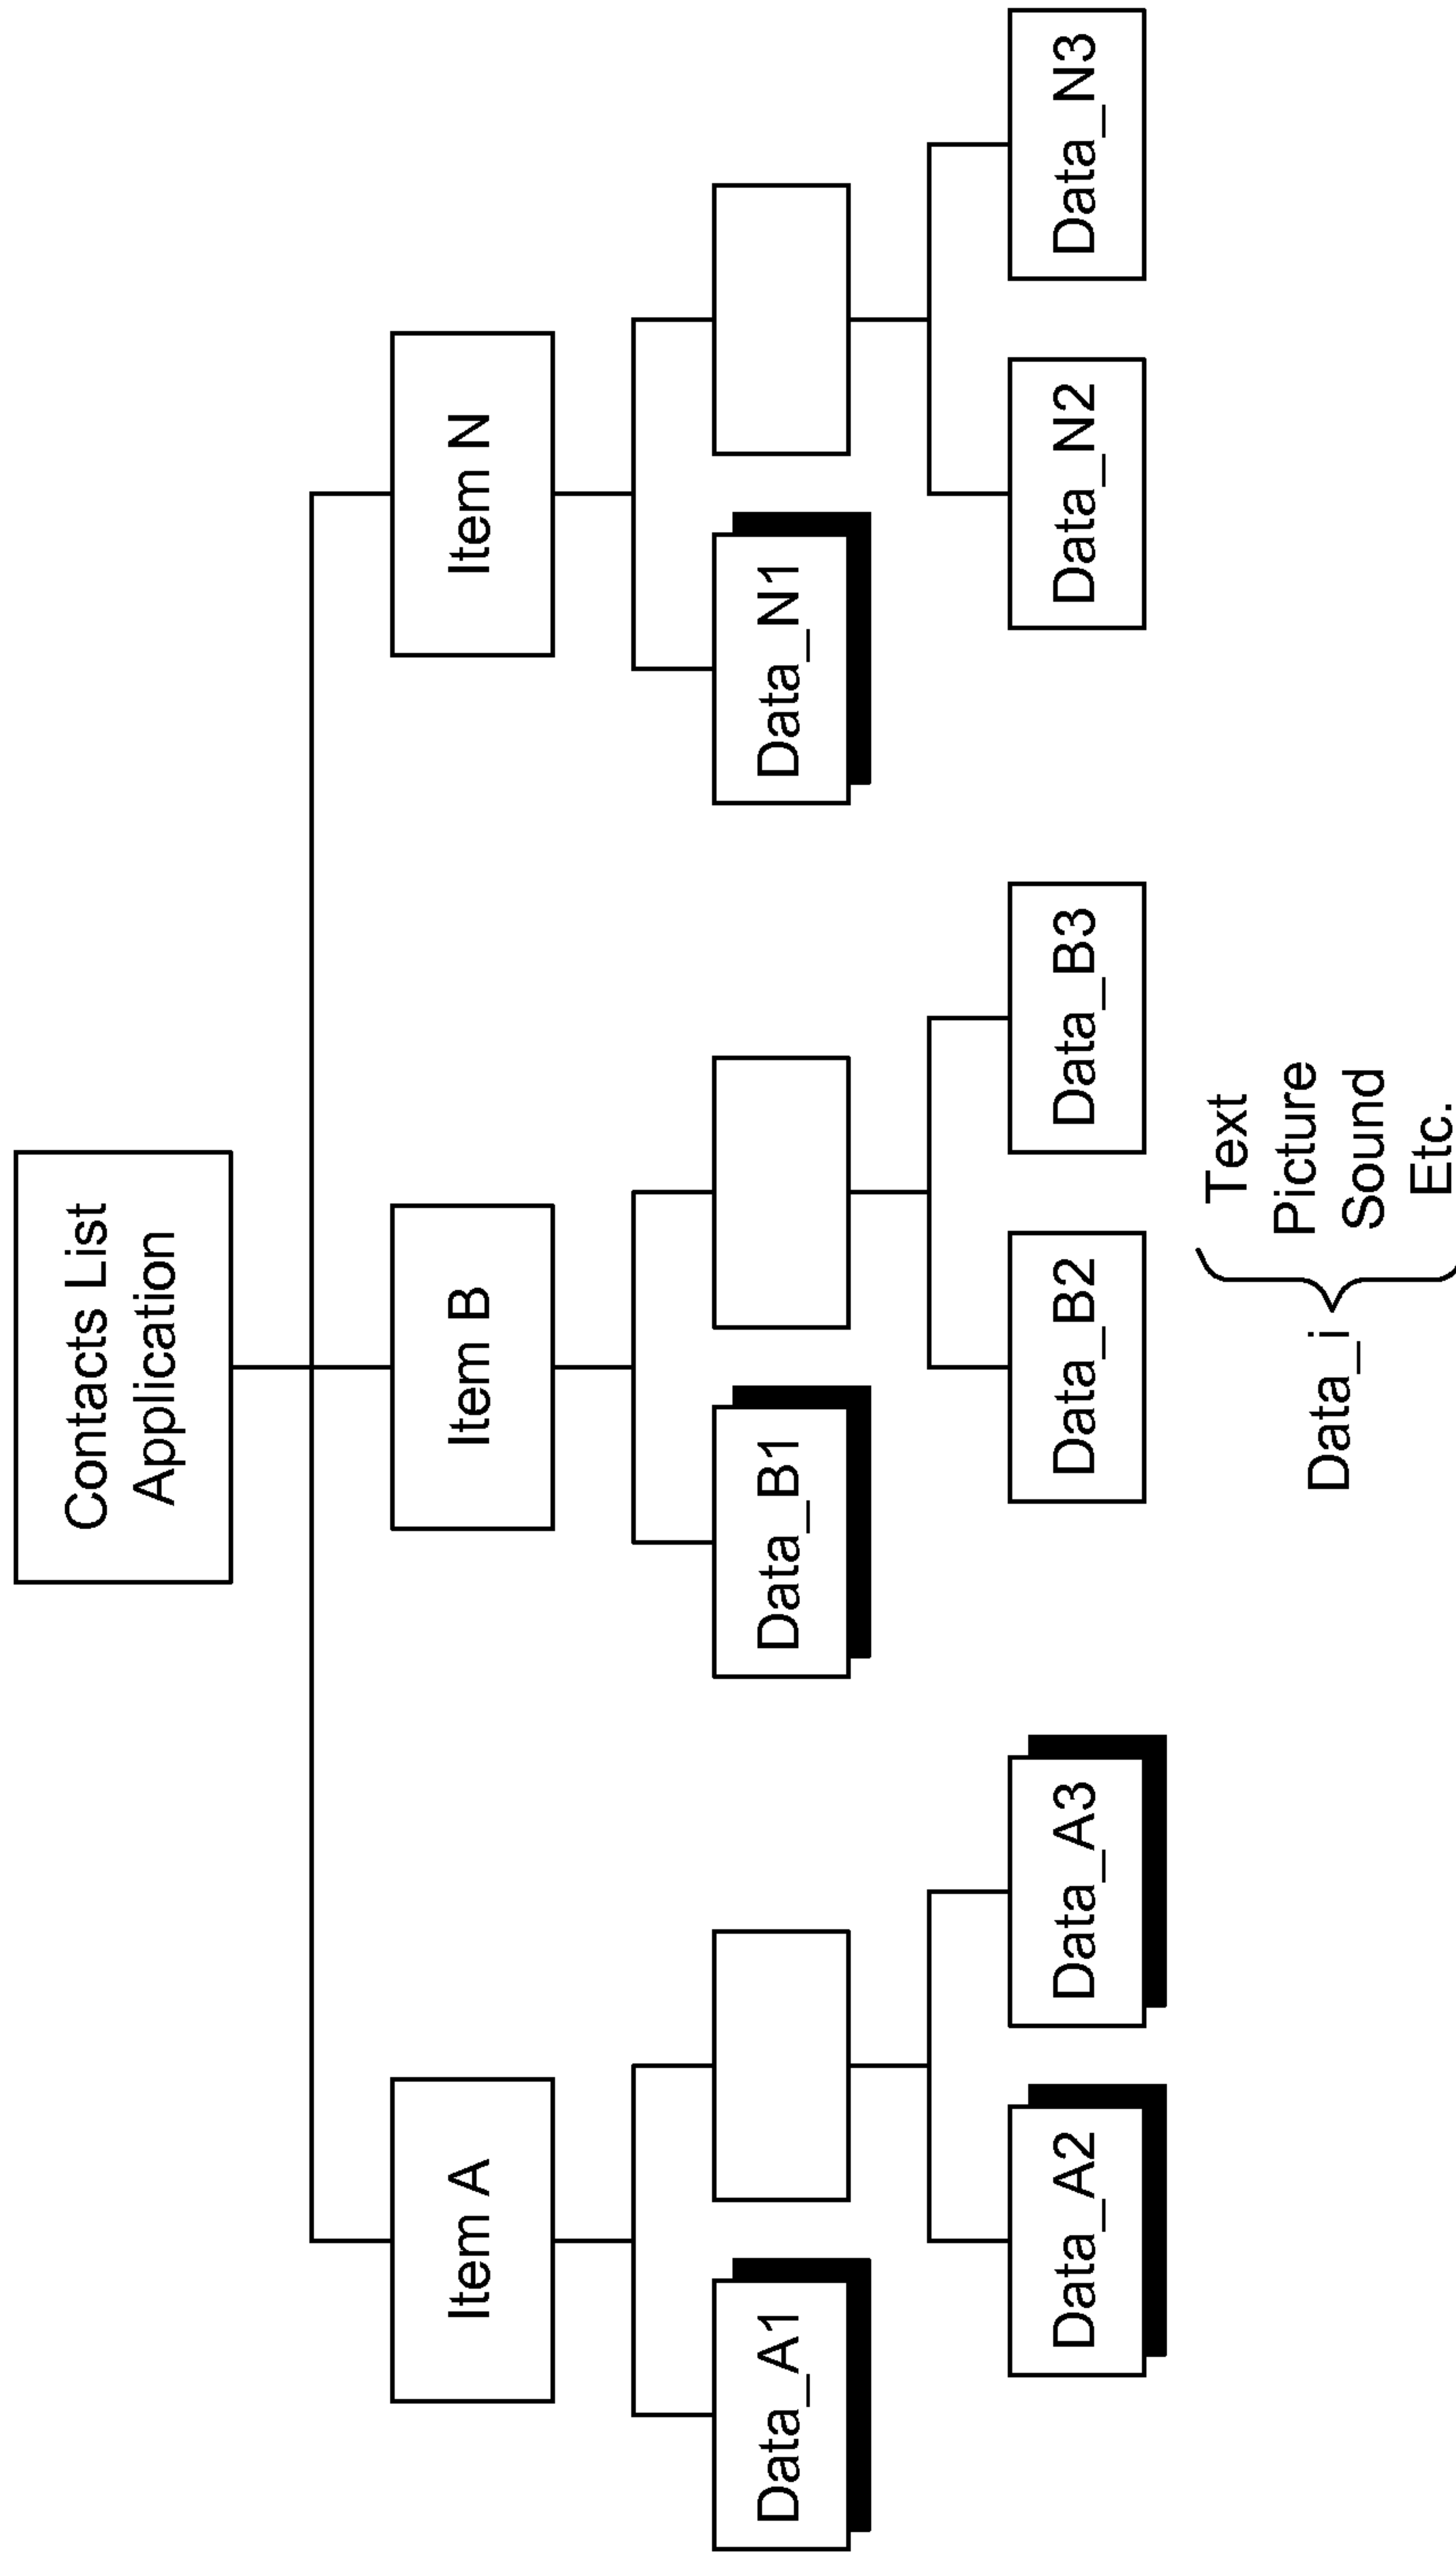 Contacts List
Application
Item A
Item B
Item N
Data_A1
Data_B1
Data_N1
Data_A2
Data_A3
Data_B2
Data_B3
Data_N2
Data_N3
Data_i
Text
Picture
Sound
Etc.